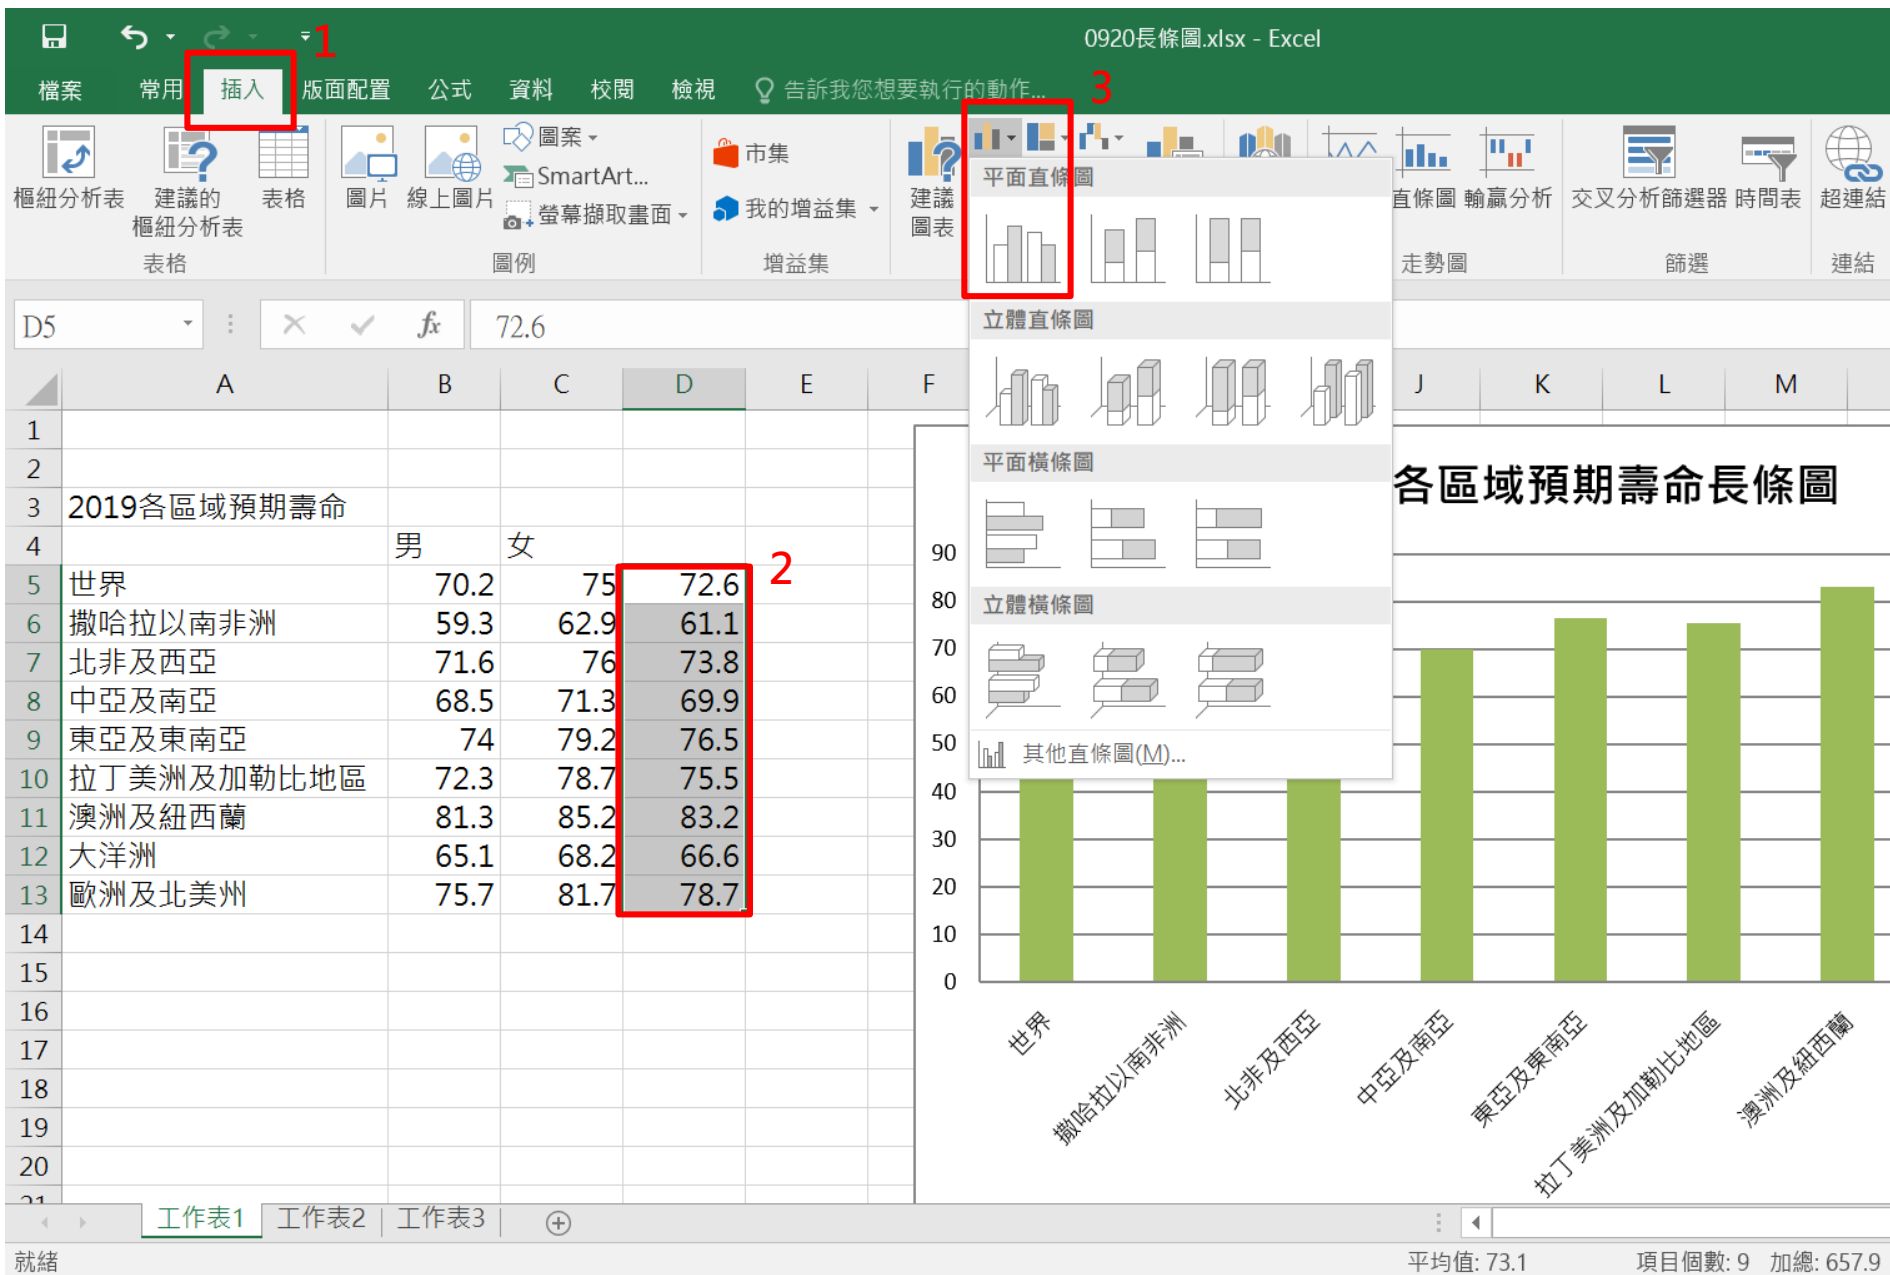 0920長條圖.xlsx - Excel
1
檔案 常用 插入 版面配置 公式 資料 校閱 檢視 告訴我您想要執行的動作...
3
樞紐分析表
建議的
樞紐分析表
表格
表格
圖片
線上圖片
圖案
SmartArt...
螢幕擷取畫面
圖例
市集
我的增益集
增益集
建議
圖表
直條圖 輸贏分析
走勢圖
交叉分析篩選器 時間表
篩選
超連結
連結
平面直條圖
立體直條圖
平面橫條圖
立體橫條圖
其他直條圖(M)...
D5 fx 72.6
A B C D E F J K L M
1
2
3 2019各區域預期壽命
4 男 女
2
5 世界 70.2 75 72.6
6 撒哈拉以南非洲 59.3 62.9 61.1
7 北非及西亞 71.6 76 73.8
8 中亞及南亞 68.5 71.3 69.9
9 東亞及東南亞 74 79.2 76.5
10 拉丁美洲及加勒比地區 72.3 78.7 75.5
11 澳洲及紐西蘭 81.3 85.2 83.2
12 大洋洲 65.1 68.2 66.6
13 歐洲及北美州 75.7 81.7 78.7
14
15
16
17
18
19
20
21
各區域預期壽命長條圖
90
80
70
60
50
40
30
20
10
0
世界
撒哈拉以南非洲
北非及西亞
中亞及南亞
東亞及東南亞
拉丁美洲及加勒比地區
澳洲及紐西蘭
工作表1 工作表2 工作表3
就緒 平均值: 73.1 項目個數: 9 加總: 657.9